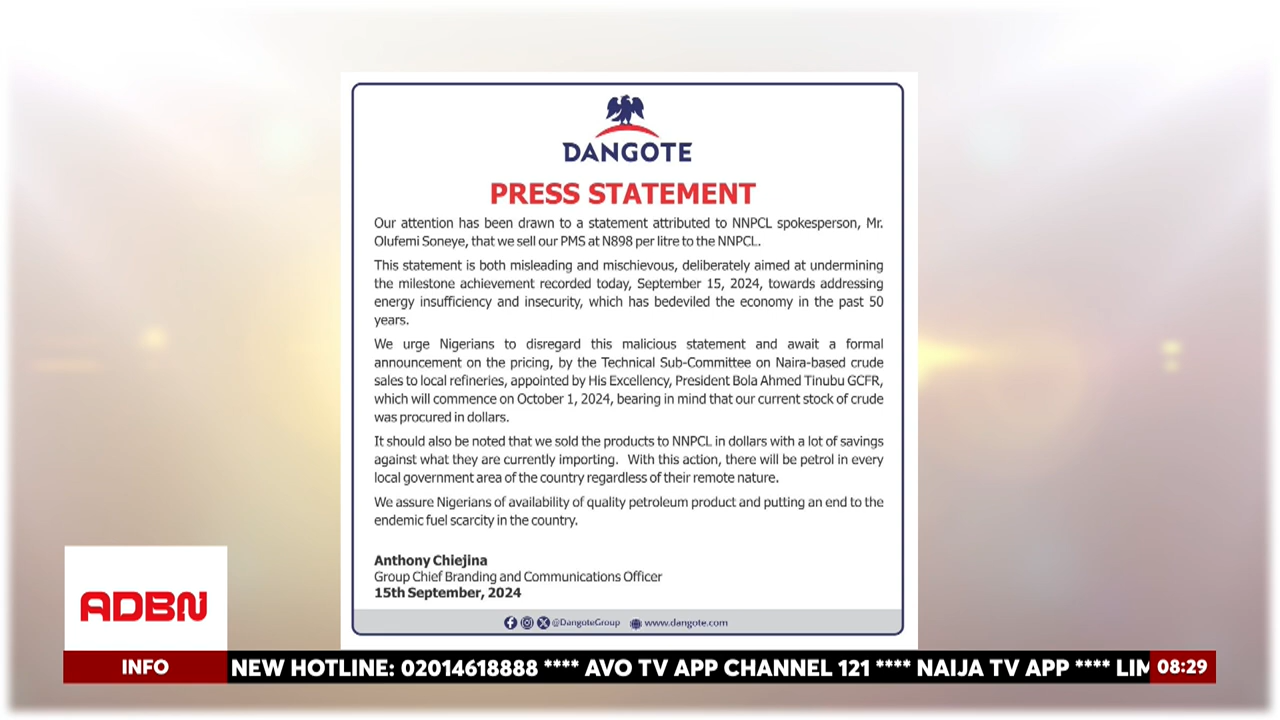 DANGOTE
PRESS STATEMENT
Our attention has been drawn to a statement attributed to NNPCL spokesperson, Mr.
Olufemi Soneye, that we sell our PMS at N898 per litre to the NNPCL.
This statement is both misleading and mischievous, deliberately aimed at undermining
the milestone achievement recorded today, September 15, 2024, towards addressing
energy insufficiency and insecurity, which has bedeviled the economy in the past 50
years.
We urge Nigerians to disregard this malicious statement and await a formal
announcement on the pricing, by the Technical Sub-Committee on Naira-based crude
sales to local refineries, appointed by His Excellency, President Bola Ahmed Tinubu GCFR,
which will commence on October 1, 2024, bearing in mind that our current stock of crude
was procured in dollars.
It should also be noted that we sold the products to NNPCL in dollars with a lot of savings
against what they are currently importing. With this action, there will be petrol in every
local government area of the country regardless of their remote nature.
We assure Nigerians of availability of quality petroleum product and putting an end to the
endemic fuel scarcity in the country.
Anthony Chiejina
Group Chief Branding and Communications Officer
15th September, 2024
@DangoteGroup www.dangote.com
ADBN
INFO NEW HOTLINE: 02014618888 **** AVO TV APP CHANNEL 121 **** NAIJA TV APP **** LIM 08:29